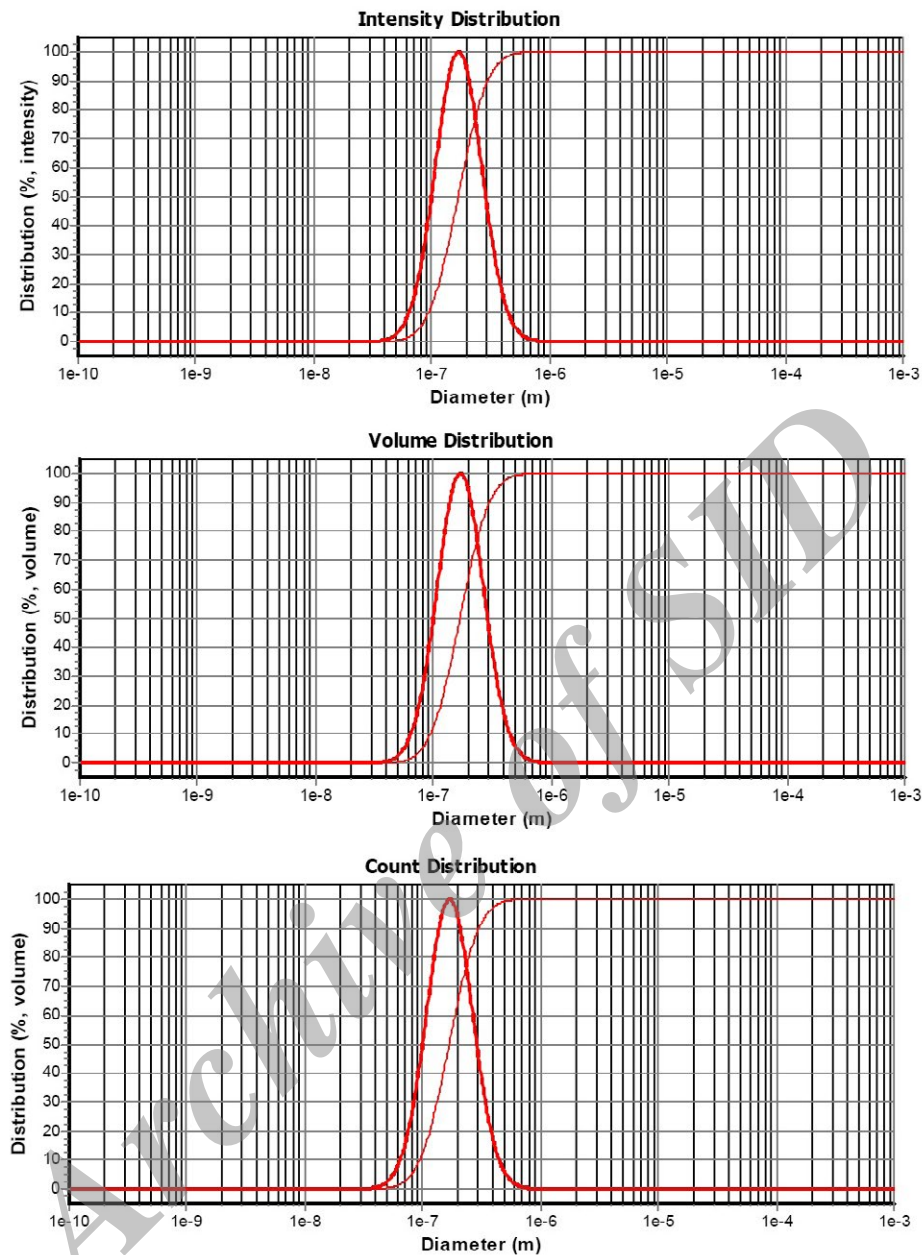 Intensity Distribution
Distribution (%, intensity)
100
90
80
70
60
50
40
30
20
10
0
1e-10 1e-9 1e-8 1e-7 1e-6 1e-5 1e-4 1e-3
Diameter (m)
Volume Distribution
Distribution (%, volume)
100
90
80
70
60
50
40
30
20
10
0
1e-10 1e-9 1e-8 1e-7 1e-6 1e-5 1e-4 1e-3
Diameter (m)
Count Distribution
Distribution (%, volume)
100
90
80
70
60
50
40
30
20
10
0
1e-10 1e-9 1e-8 1e-7 1e-6 1e-5 1e-4 1e-3
Diameter (m)
Archive of SID